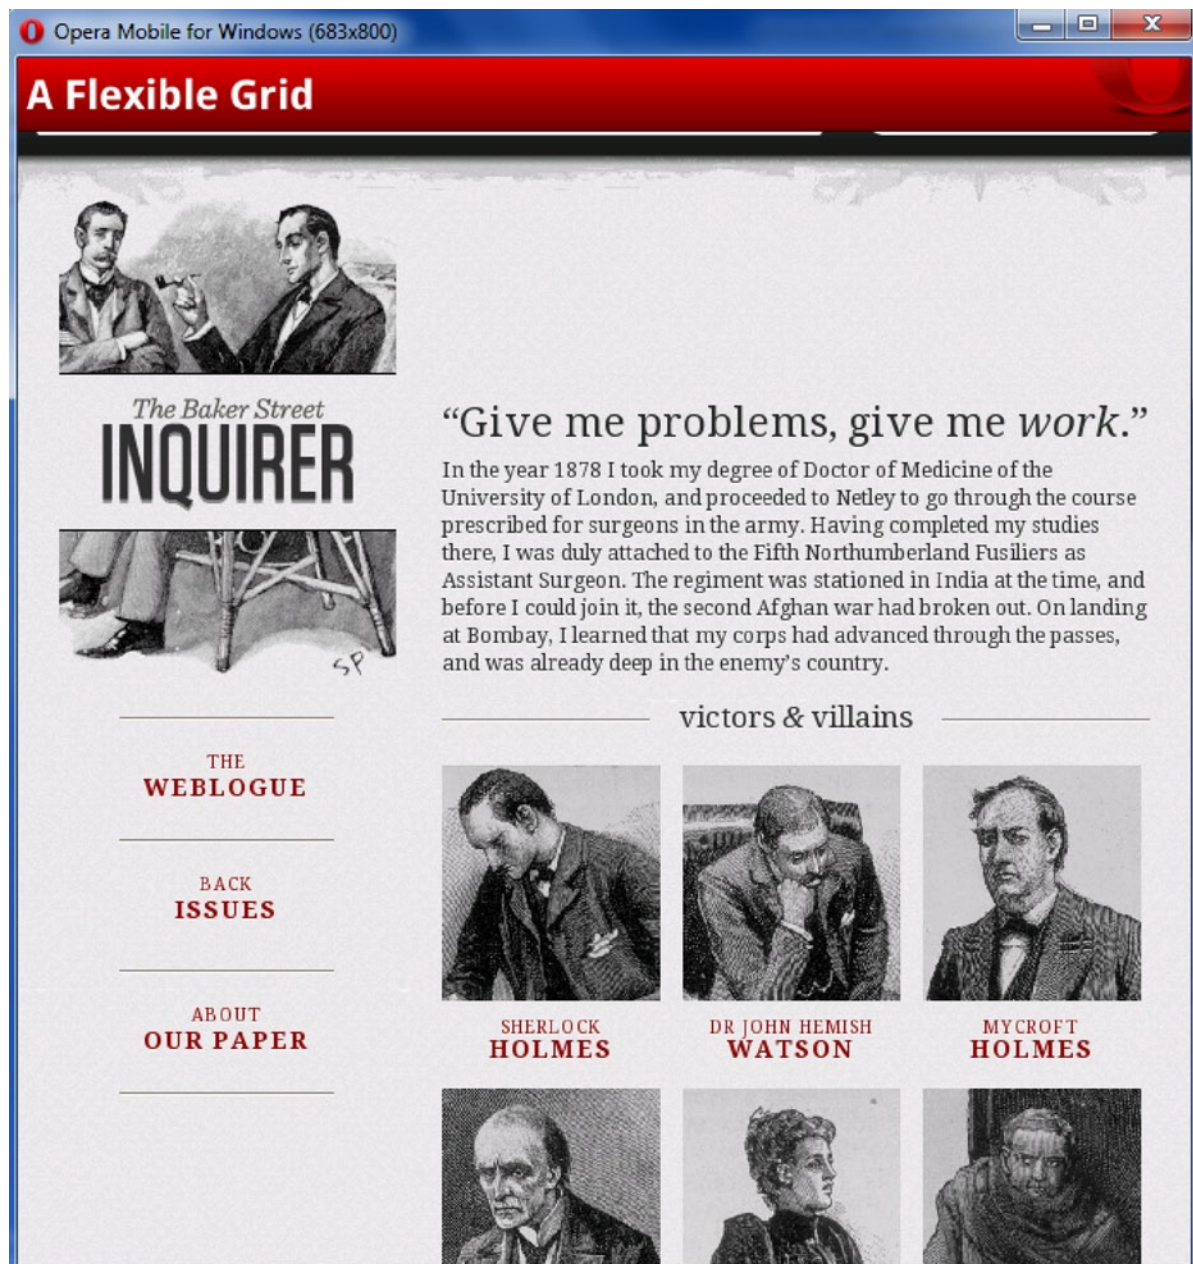 Opera Mobile for Windows (683x800)
A Flexible Grid
The Baker Street
INQUIRER
SP
THE
WEBLOGUE
BACK
ISSUES
ABOUT
OUR PAPER
“Give me problems, give me work.”
In the year 1878 I took my degree of Doctor of Medicine of the
University of London, and proceeded to Netley to go through the course
prescribed for surgeons in the army. Having completed my studies
there, I was duly attached to the Fifth Northumberland Fusiliers as
Assistant Surgeon. The regiment was stationed in India at the time, and
before I could join it, the second Afghan war had broken out. On landing
at Bombay, I learned that my corps had advanced through the passes,
and was already deep in the enemy’s country.
victors & villains
SHERLOCK
HOLMES
DR JOHN HEMISH
WATSON
MYCROFT
HOLMES